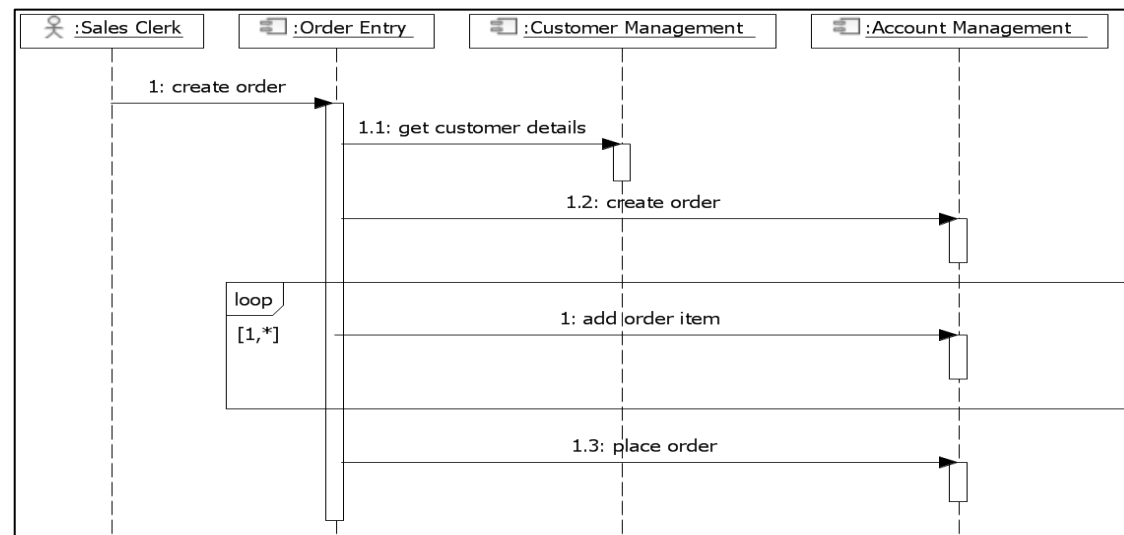 :Sales Clerk
:Order Entry
:Customer Management
:Account Management
1: create order
1.1: get customer details
1.2: create order
loop
[1,*]
1: add order item
1.3: place order